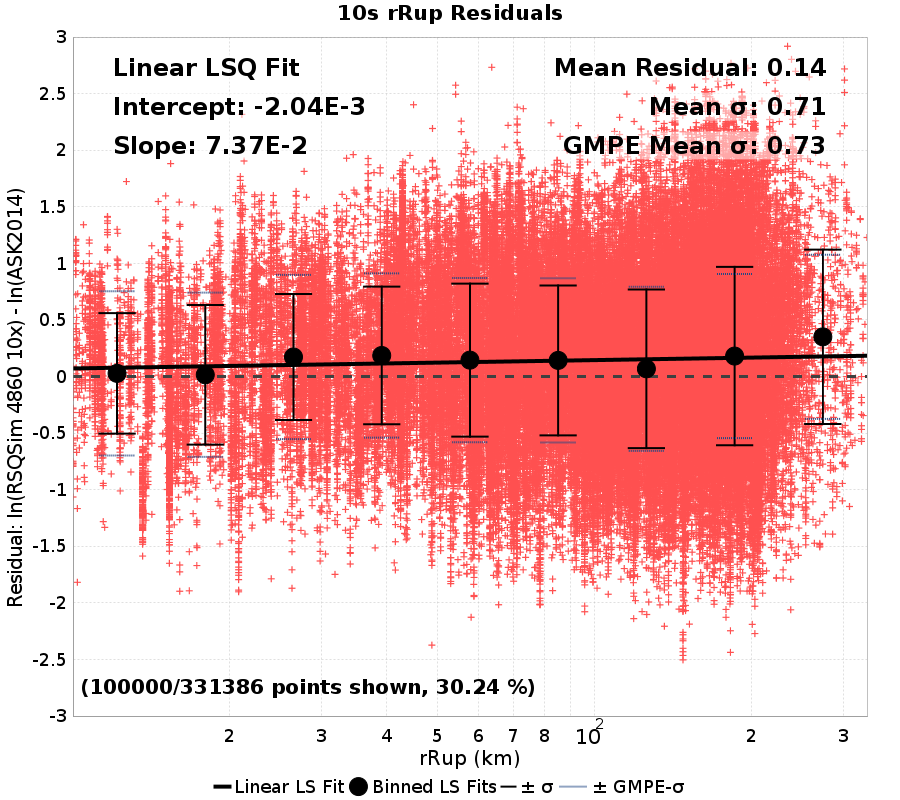 10s rRup Residuals
Linear LSQ Fit
Intercept: -2.04E-3
Slope: 7.37E-2
Mean Residual: 0.14
Mean σ: 0.71
GMPE Mean σ: 0.73
3
2.5
2
1.5
1
0.5
0
-0.5
-1
-1.5
-2
-2.5
-3
Residual: ln(RSQSim 4860 10x) - ln(ASK2014)
(100000/331386 points shown, 30.24 %)
2 3 4 5 6 7 8 10² 2 3
rRup (km)
Linear LS Fit Binned LS Fits ± σ ± GMPE-σ